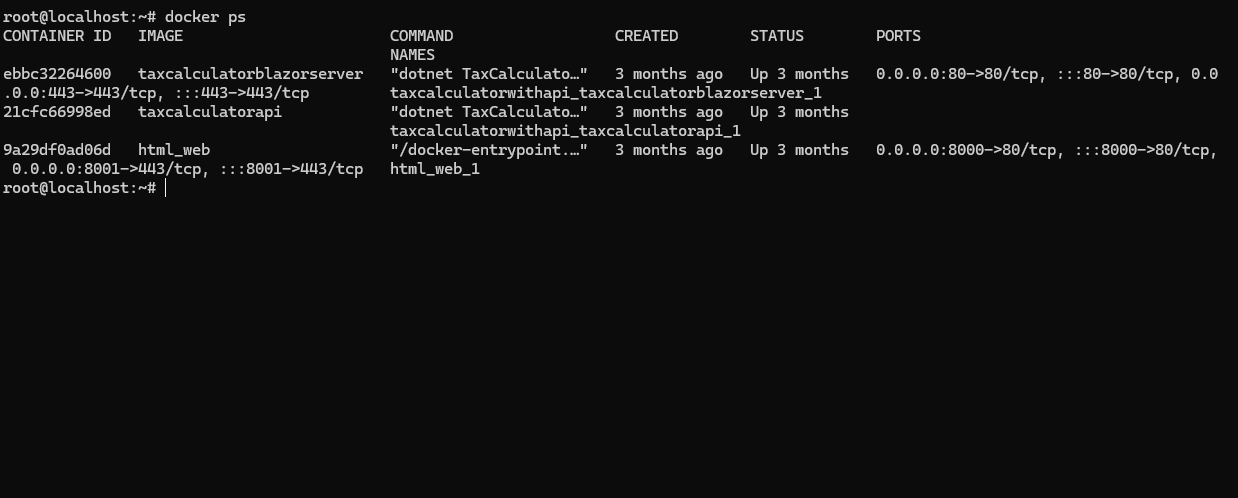 root@localhost:~# docker ps
CONTAINER ID   IMAGE                       COMMAND                  CREATED        STATUS        PORTS
                                           NAMES
ebbc32264600   taxcalculatorblazorserver   "dotnet TaxCalculato…"   3 months ago   Up 3 months   0.0.0.0:80->80/tcp, :::80->80/tcp, 0.0
.0.0:443->443/tcp, :::443->443/tcp         taxcalculatorwithapi_taxcalculatorblazorserver_1
21cfc66998ed   taxcalculatorapi            "dotnet TaxCalculato…"   3 months ago   Up 3 months
                                           taxcalculatorwithapi_taxcalculatorapi_1
9a29df0ad06d   html_web                    "/docker-entrypoint.…"   3 months ago   Up 3 months   0.0.0.0:8000->80/tcp, :::8000->80/tcp,
 0.0.0.0:8001->443/tcp, :::8001->443/tcp   html_web_1
root@localhost:~#